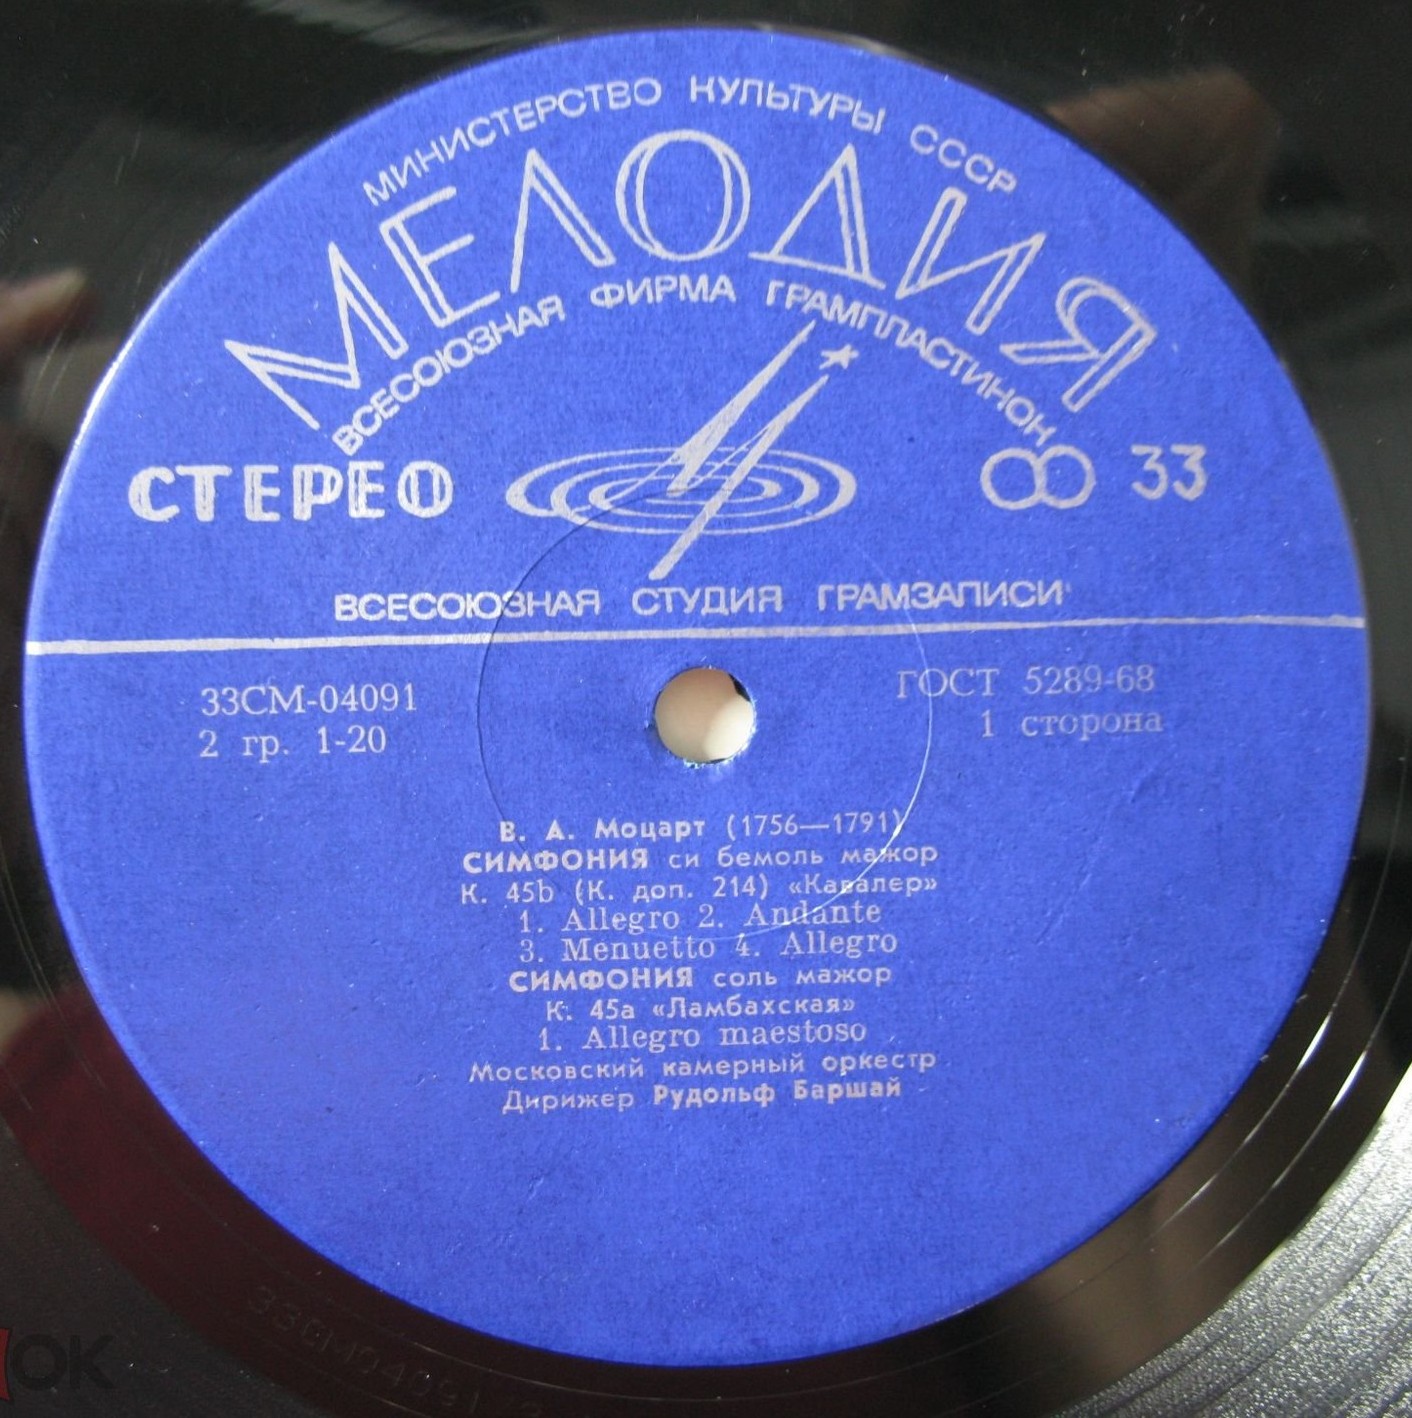 МИНИСТЕРСТВО КУЛЬТУРЫ СССР
МЕЛОДИЯ
ВСЕСОЮЗНАЯ ФИРМА ГРАМПЛАСТИНОК
СТЕРЕО
33
ВСЕСОЮЗНАЯ СТУДИЯ ГРАМЗАПИСИ
33СМ-04091
ГОСТ 5289-68
2 гр. 1-20
1 сторона
В. А. Моцарт (1756—1791)
СИМФОНИЯ си бемоль мажор
К. 45b (К. доп. 214) «Кавалер»
1. Allegro 2. Andante
3. Menuetto 4. Allegro
СИМФОНИЯ соль мажор
К. 45а «Ламбахская»
1. Allegro maestoso
Московский камерный оркестр
Дирижер Рудольф Баршай
33СМ04091
ОК